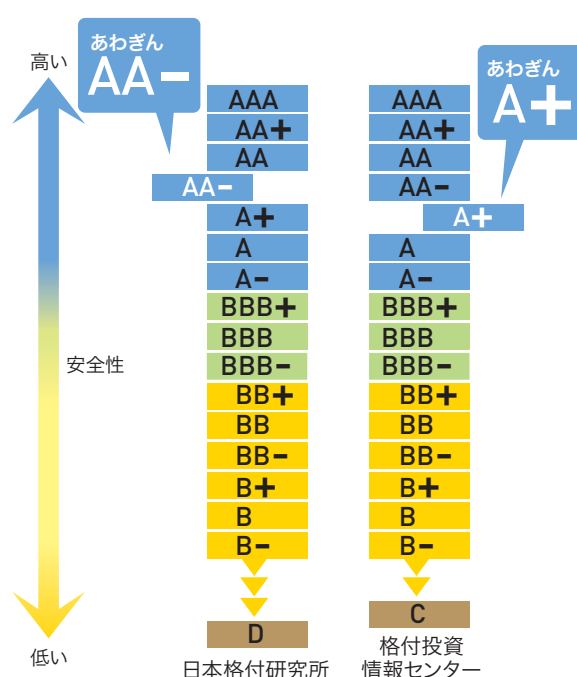 高い
あわぎん
AA-
AAA
AA+
AA
AA-
A+
A
A-
BBB+
BBB
BBB-
BB+
BB
BB-
B+
B
B-
D
日本格付研究所
あわぎん
A+
AAA
AA+
AA
AA-
A+
A
A-
BBB+
BBB
BBB-
BB+
BB
BB-
B+
B
B-
C
格付投資
情報センター
安全性
低い